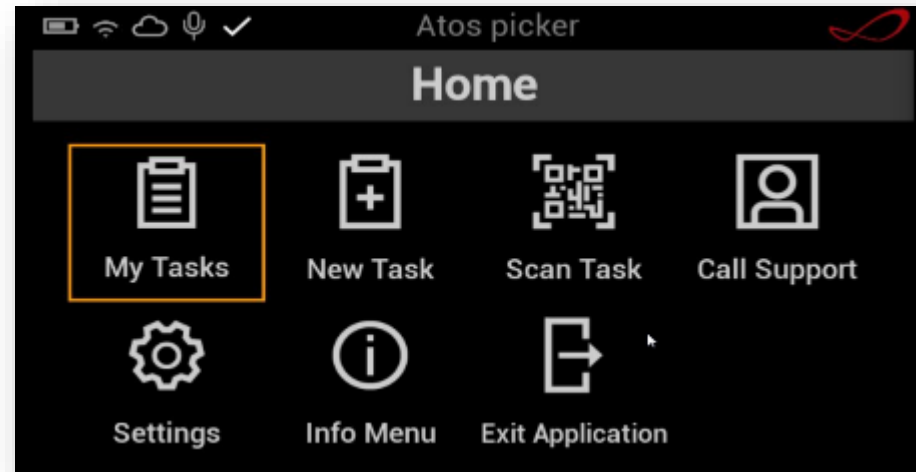 Atos picker
Home
My Tasks
New Task
Scan Task
Call Support
Settings
Info Menu
Exit Application